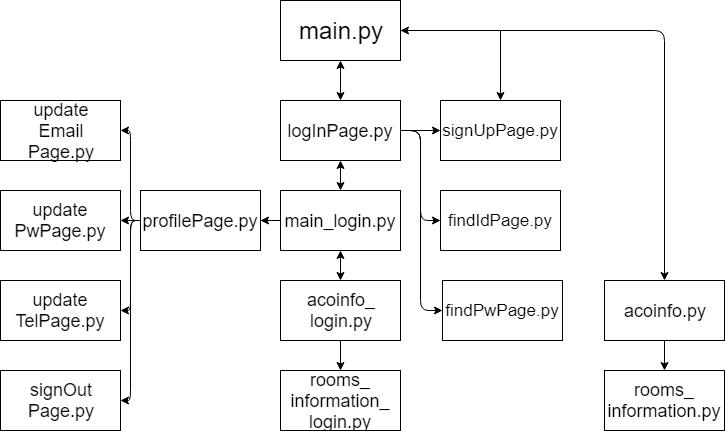 main.py
update
Email
Page.py
logInPage.py
signUpPage.py
update
PwPage.py
profilePage.py
main_login.py
findIdPage.py
update
TelPage.py
acoinfo_
login.py
findPwPage.py
acoinfo.py
signOut
Page.py
rooms_
information_
login.py
rooms_
information.py